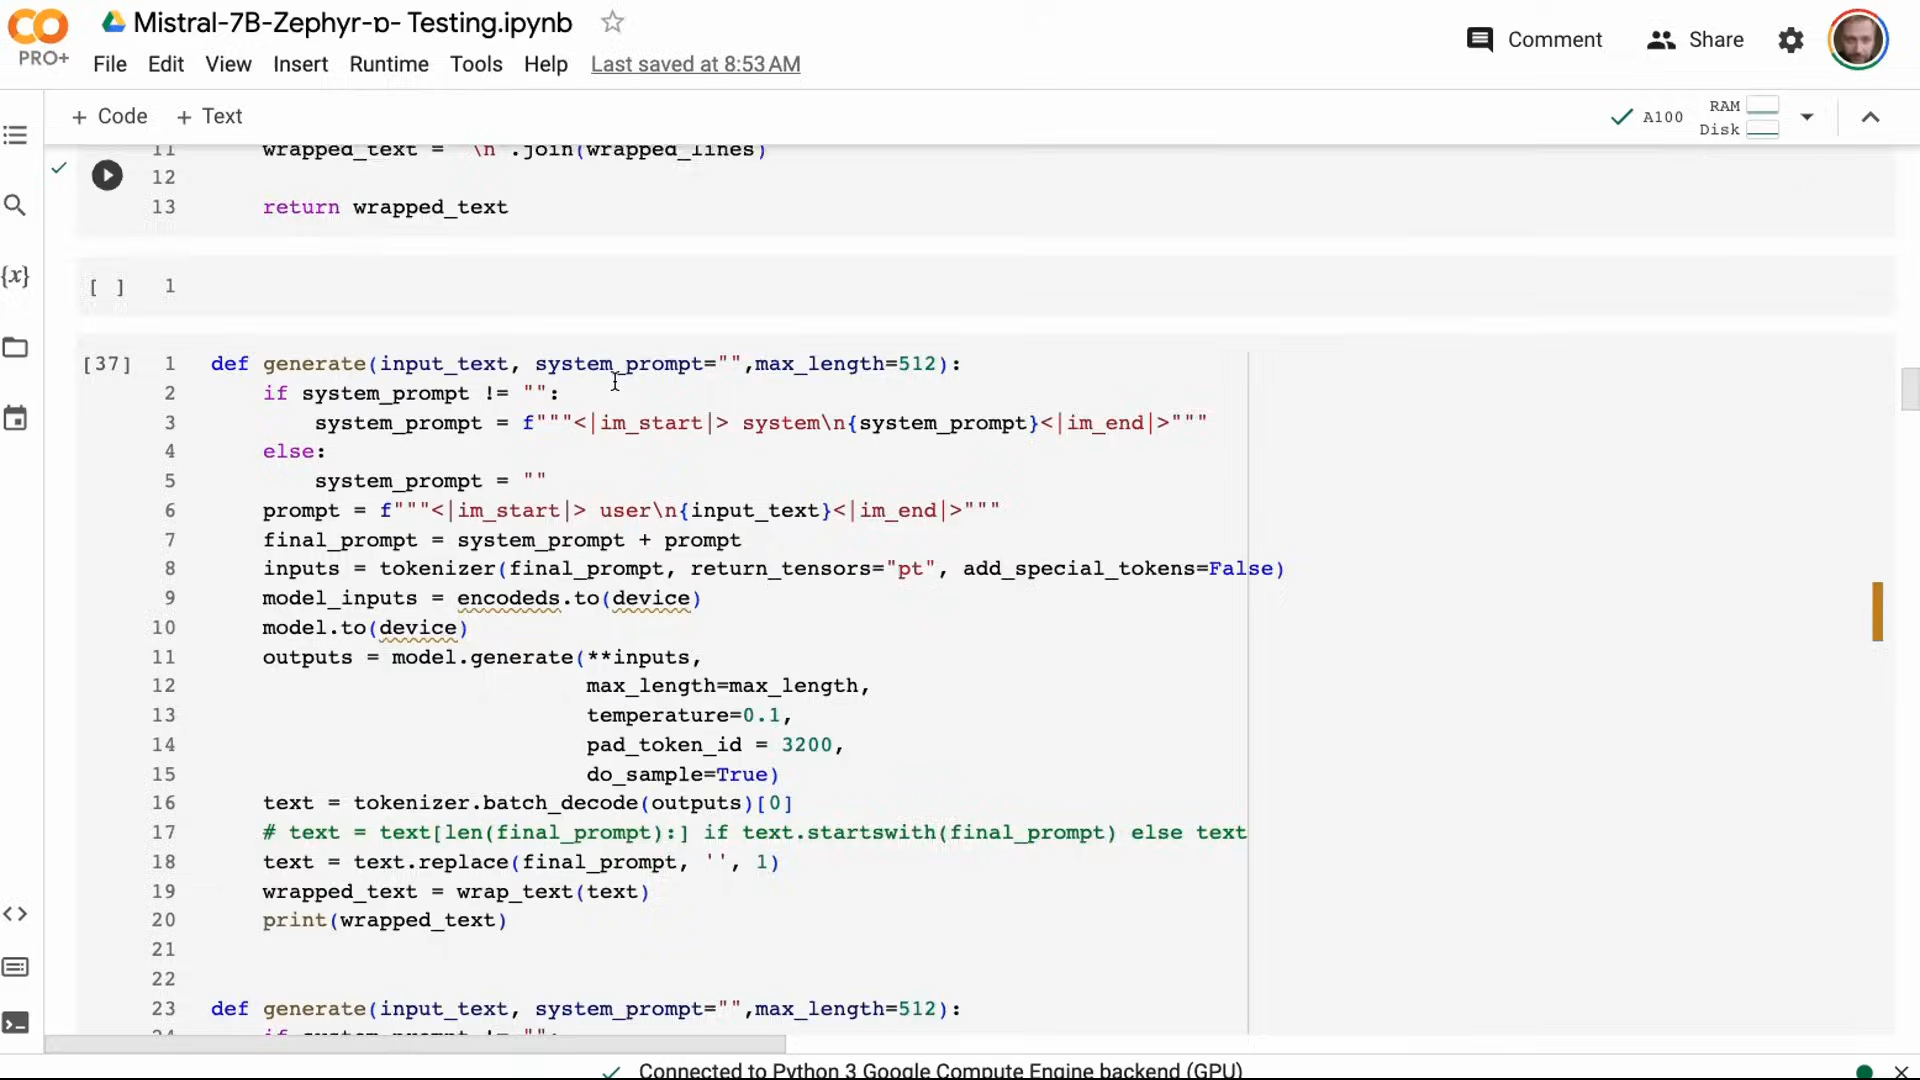 Mistral-7B-Zephyr-ɒ- Testing.ipynb
Comment
Share
PRO+
File Edit View Insert Runtime Tools Help Last saved at 8:53 AM
+ Code + Text
A100
RAM
Disk
11 wrapped_text = '\n'.join(wrapped_lines)
12
13 return wrapped_text
[ ] 1
{x}
[37] 1 def generate(input_text, system_prompt="",max_length=512):
2 if system_prompt != "":
3 system_prompt = f"""<|im_start|> system\n{system_prompt}<|im_end|>"""
4 else:
5 system_prompt = ""
6 prompt = f"""<|im_start|> user\n{input_text}<|im_end|>"""
7 final_prompt = system_prompt + prompt
8 inputs = tokenizer(final_prompt, return_tensors="pt", add_special_tokens=False)
9 model_inputs = encodeds.to(device)
10 model.to(device)
11 outputs = model.generate(**inputs,
12 max_length=max_length,
13 temperature=0.1,
14 pad_token_id = 3200,
15 do_sample=True)
16 text = tokenizer.batch_decode(outputs)[0]
17 # text = text[len(final_prompt):] if text.startswith(final_prompt) else text
18 text = text.replace(final_prompt, '', 1)
19 wrapped_text = wrap_text(text)
20 print(wrapped_text)
21
22
23 def generate(input_text, system_prompt="",max_length=512):
24 if system_prompt != "":
Connected to Python 3 Google Compute Engine backend (GPU)